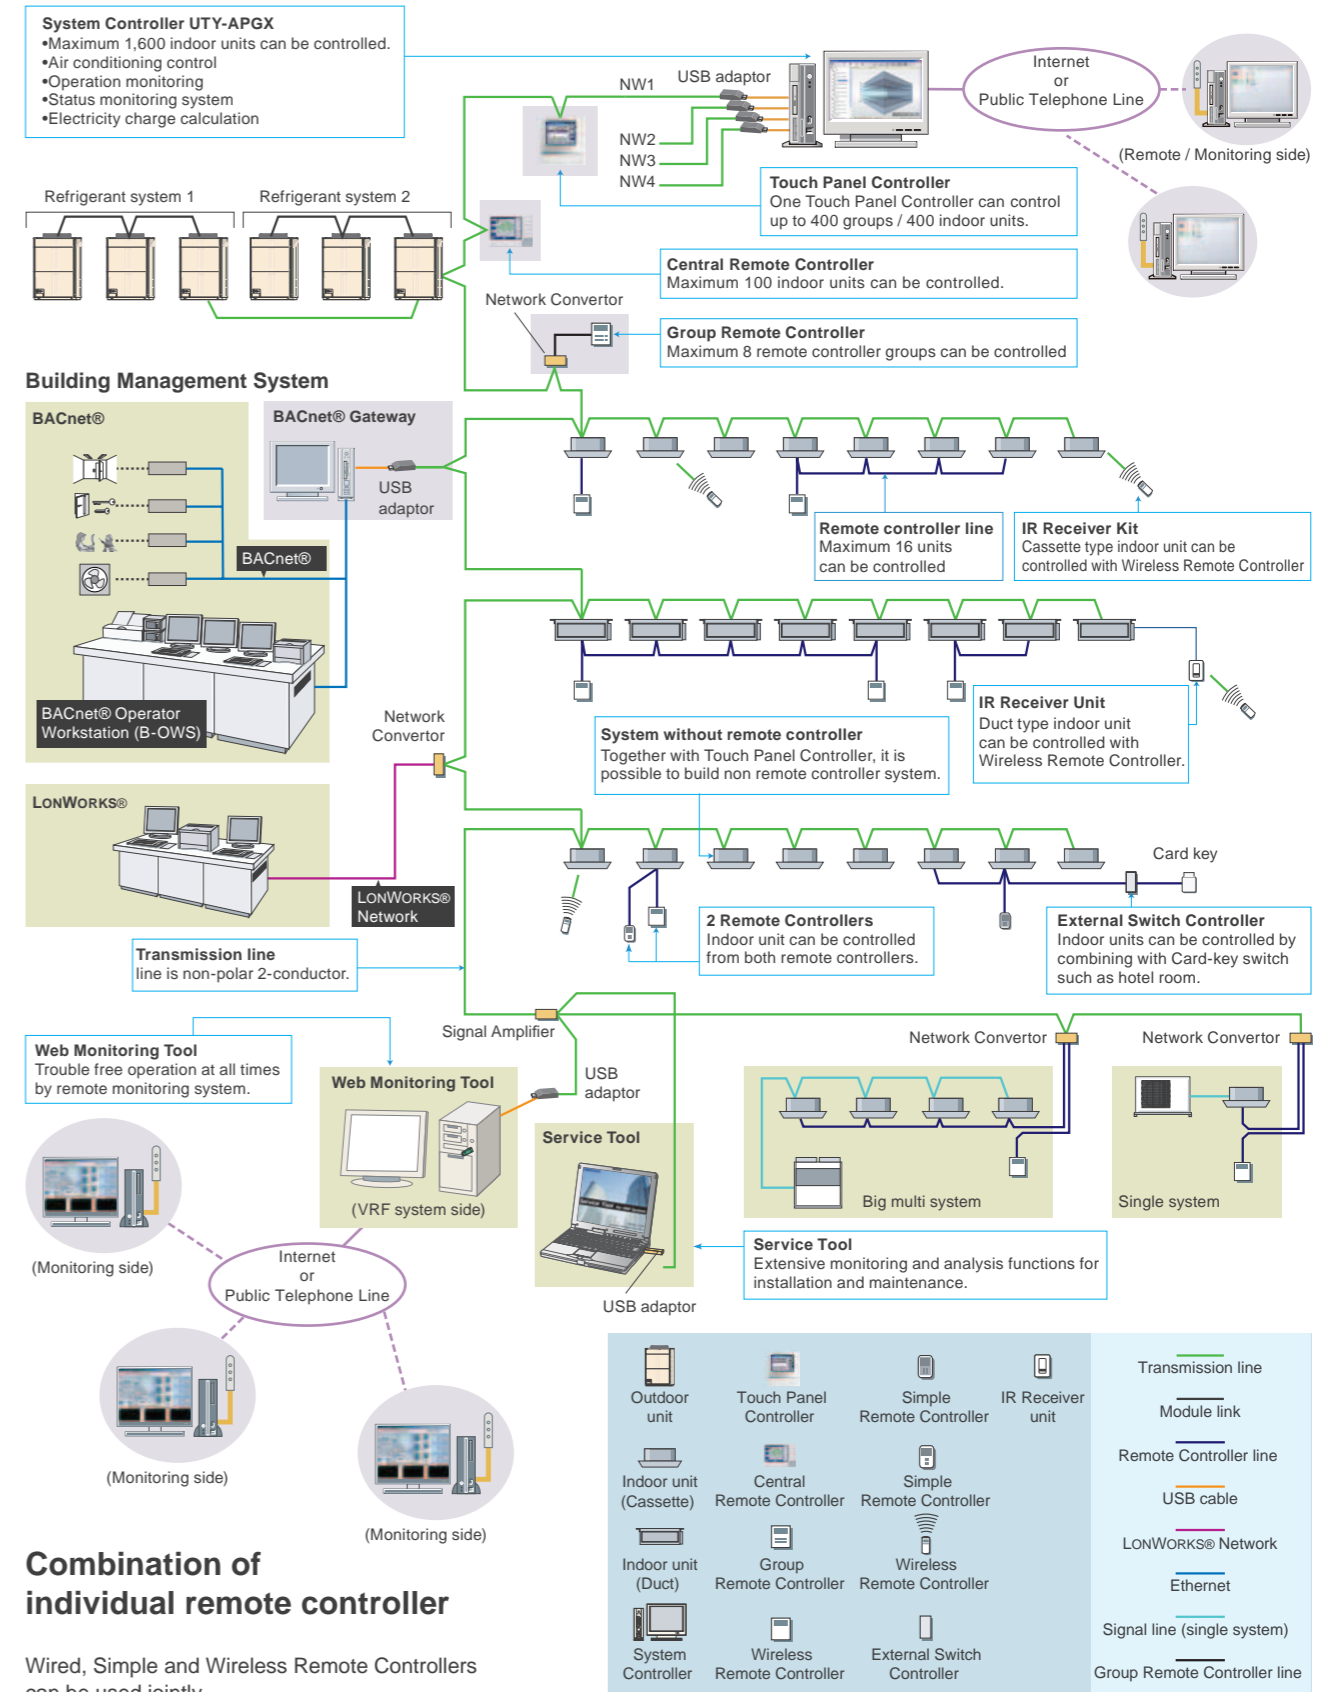 System Controller UTY-APGX
•Maximum 1,600 indoor units can be controlled.
•Air conditioning control
•Operation monitoring
•Status monitoring system
•Electricity charge calculation
NW1
USB adaptor
NW2
NW3
NW4
Internet
or
Public Telephone Line
(Remote / Monitoring side)
Touch Panel Controller
One Touch Panel Controller can control
up to 400 groups / 400 indoor units.
Refrigerant system 1
Refrigerant system 2
Central Remote Controller
Maximum 100 indoor units can be controlled.
Network Convertor
Group Remote Controller
Maximum 8 remote controller groups can be controlled
Building Management System
BACnet®
BACnet® Gateway
USB
adaptor
BACnet®
BACnet® Operator
Workstation (B-OWS)
Remote controller line
Maximum 16 units
can be controlled
IR Receiver Kit
Cassette type indoor unit can be
controlled with Wireless Remote Controller
Network
Convertor
System without remote controller
Together with Touch Panel Controller, it is
possible to build non remote controller system.
IR Receiver Unit
Duct type indoor unit
can be controlled with
Wireless Remote Controller.
LONWORKS®
LONWORKS®
Network
Card key
2 Remote Controllers
Indoor unit can be controlled
from both remote controllers.
External Switch Controller
Indoor units can be controlled by
combining with Card-key switch
such as hotel room.
Transmission line
line is non-polar 2-conductor.
Signal Amplifier
Network Convertor
Network Convertor
Web Monitoring Tool
Trouble free operation at all times
by remote monitoring system.
Web Monitoring Tool
USB
adaptor
(VRF system side)
Service Tool
USB adaptor
Big multi system
Single system
Service Tool
Extensive monitoring and analysis functions for
installation and maintenance.
(Monitoring side)
Internet
or
Public Telephone Line
(Monitoring side)
(Monitoring side)
Outdoor
unit
Touch Panel
Controller
Simple
Remote Controller
IR Receiver
unit
Indoor unit
(Cassette)
Central
Remote Controller
Simple
Remote Controller
Indoor unit
(Duct)
Group
Remote Controller
Wireless
Remote Controller
System
Controller
Wireless
Remote Controller
External Switch
Controller
Transmission line
Module link
Remote Controller line
USB cable
LONWORKS® Network
Ethernet
Signal line (single system)
Group Remote Controller line
Combination of
individual remote controller
Wired, Simple and Wireless Remote Controllers
can be used jointly